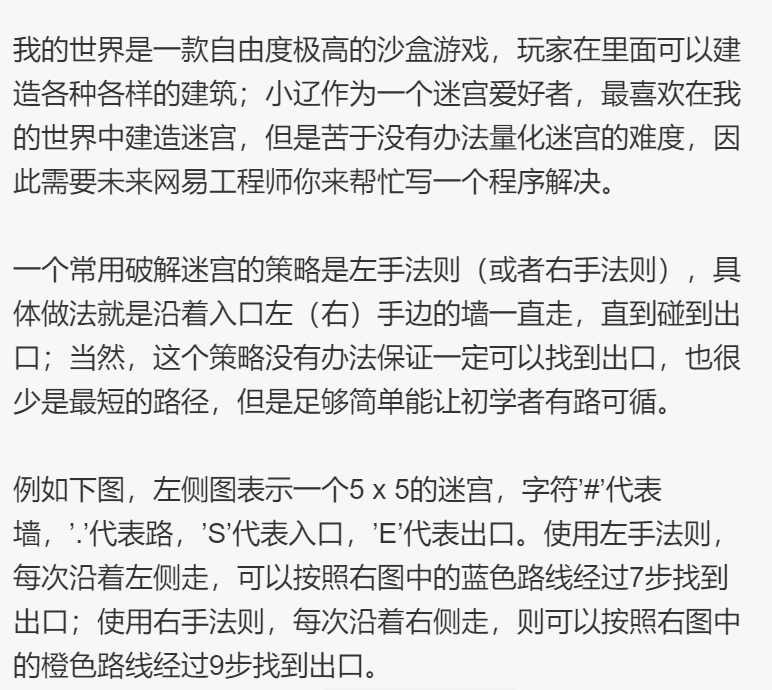 我的世界是一款自由度极高的沙盒游戏，玩家在里面可以建
造各种各样的建筑；小辽作为一个迷宫爱好者，最喜欢在我
的世界中建造迷宫，但是苦于没有办法量化迷宫的难度，因
此需要未来网易工程师你来帮忙写一个程序解决。
一个常用破解迷宫的策略是左手法则（或者右手法则），具
体做法就是沿着入口左（右）手边的墙一直走，直到碰到出
口；当然，这个策略没有办法保证一定可以找到出口，也很
少是最短的路径，但是足够简单能让初学者有路可循。
例如下图，左侧图表示一个5 x 5的迷宫，字符’#’代表
墙，’.’代表路，’S’代表入口，’E’代表出口。使用左手法则，
每次沿着左侧走，可以按照右图中的蓝色路线经过7步找到
出口；使用右手法则，每次沿着右侧走，则可以按照右图中
的橙色路线经过9步找到出口。